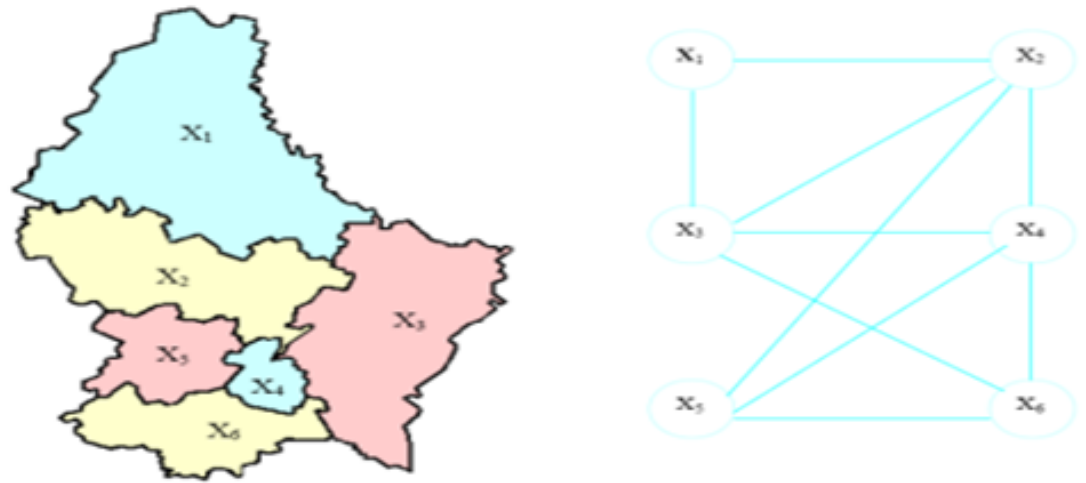 X₁
X₂
X₃
X₅
X₄
X₆
X₁ X₂
X₃ X₄
X₅ X₆